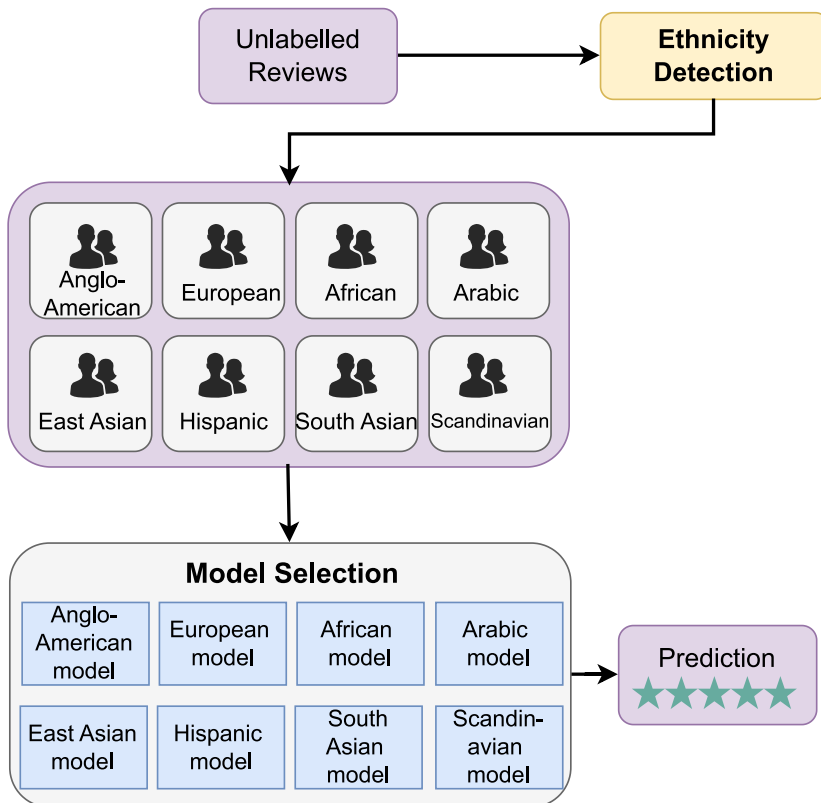 Unlabelled
Reviews
Ethnicity
Detection
Anglo-
American
European
African
Arabic
East Asian
Hispanic
South Asian
Scandinavian
Model Selection
Anglo-
American
model
European
model
African
model
Arabic
model
East Asian
model
Hispanic
model
South
Asian
model
Scandin-
avian model
Prediction